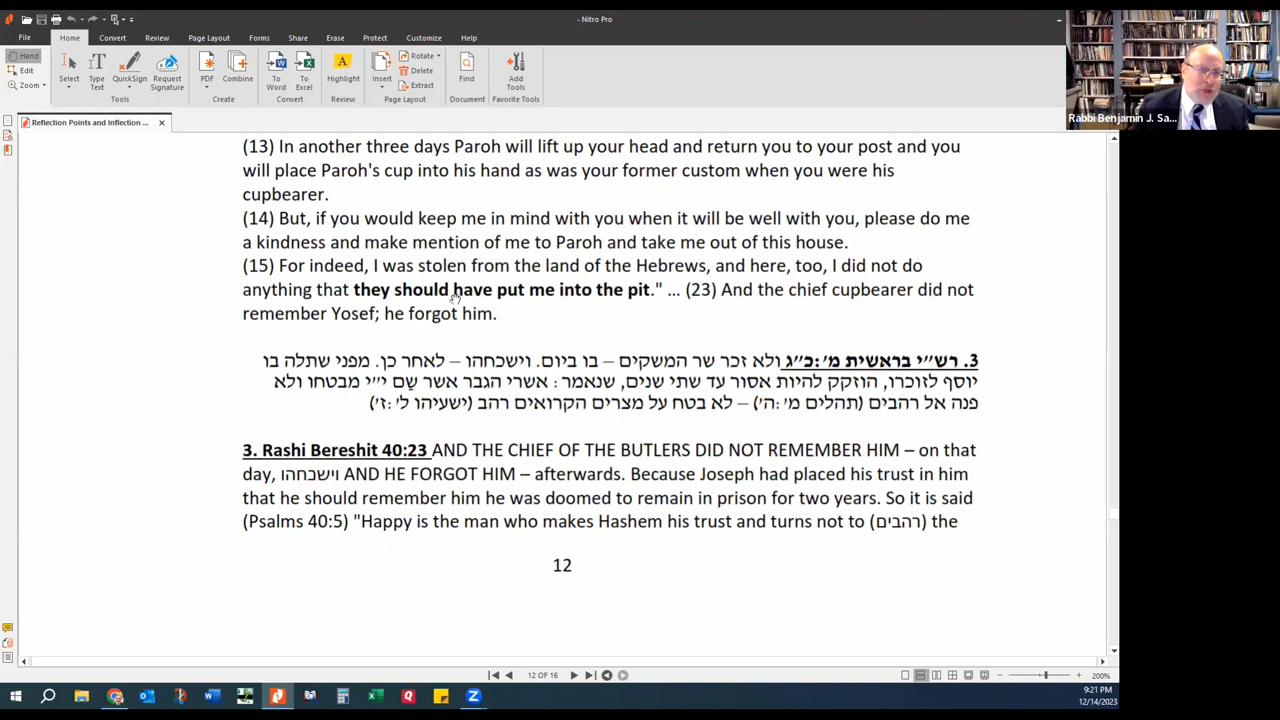 - Nitro Pro
File Home Convert Review Page Layout Forms Share Erase Protect Customize Help
Hand
Edit
Zoom
Select
Type Text
QuickSign
Request Signature
Tools
PDF
Combine
Create
To Word
To Excel
Convert
Highlight
Review
Insert
Rotate
Delete
Extract
Page Layout
Find
Document
Add Tools
Favorite Tools
Rabbi Benjamin J. Sa...
Reflection Points and Inflection ...
(13) In another three days Paroh will lift up your head and return you to your post and you
will place Paroh's cup into his hand as was your former custom when you were his
cupbearer.
(14) But, if you would keep me in mind with you when it will be well with you, please do me
a kindness and make mention of me to Paroh and take me out of this house.
(15) For indeed, I was stolen from the land of the Hebrews, and here, too, I did not do
anything that they should have put me into the pit." ... (23) And the chief cupbearer did not
remember Yosef; he forgot him.
3. רש״י בראשית מ׳:כ״ג ולא זכר שר המשקים – בו ביום. וישכחהו – לאחר כן. מפני שתלה בו
יוסף לזוכרו, הוזקק להיות אסור עד שתי שנים, שנאמר: אשרי הגבר אשר שָם י״י מבטחו ולא
פנה אל רהבים (תהלים מ׳:ה׳) – לא בטח על מצרים הקרואים רהב (ישעיהו ל׳:ז׳)
3. Rashi Bereshit 40:23 AND THE CHIEF OF THE BUTLERS DID NOT REMEMBER HIM – on that
day, וישכחהו AND HE FORGOT HIM – afterwards. Because Joseph had placed his trust in him
that he should remember him he was doomed to remain in prison for two years. So it is said
(Psalms 40:5) "Happy is the man who makes Hashem his trust and turns not to (רהבים) the
12
12 OF 16
200%
9:21 PM
12/14/2023